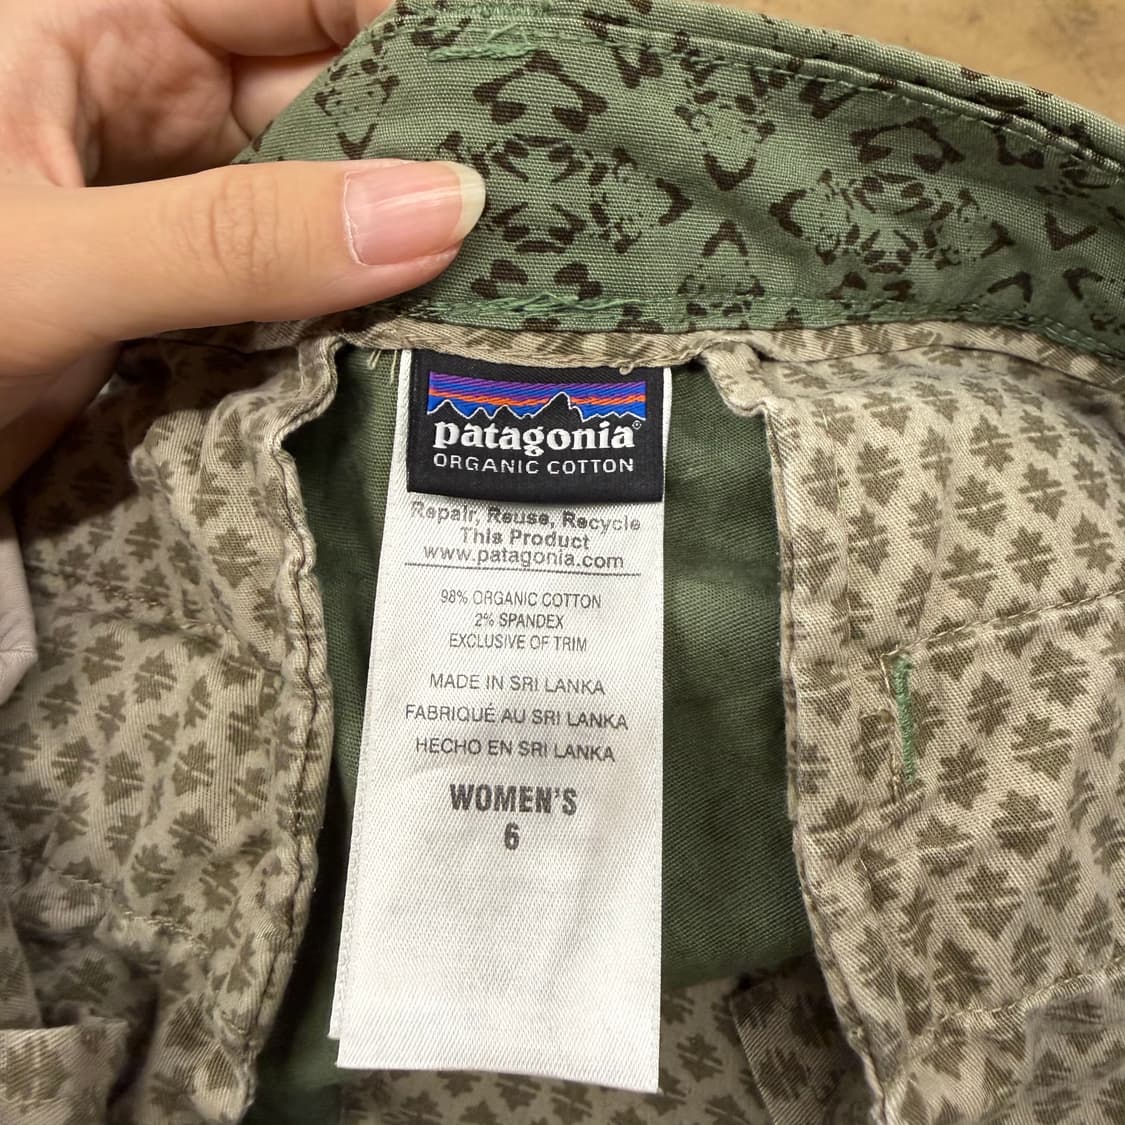 patagonia®
ORGANIC COTTON
Repair, Reuse, Recycle
This Product
www.patagonia.com
98% ORGANIC COTTON
2% SPANDEX
EXCLUSIVE OF TRIM
MADE IN SRI LANKA
FABRIQUÉ AU SRI LANKA
HECHO EN SRI LANKA
WOMEN'S
6